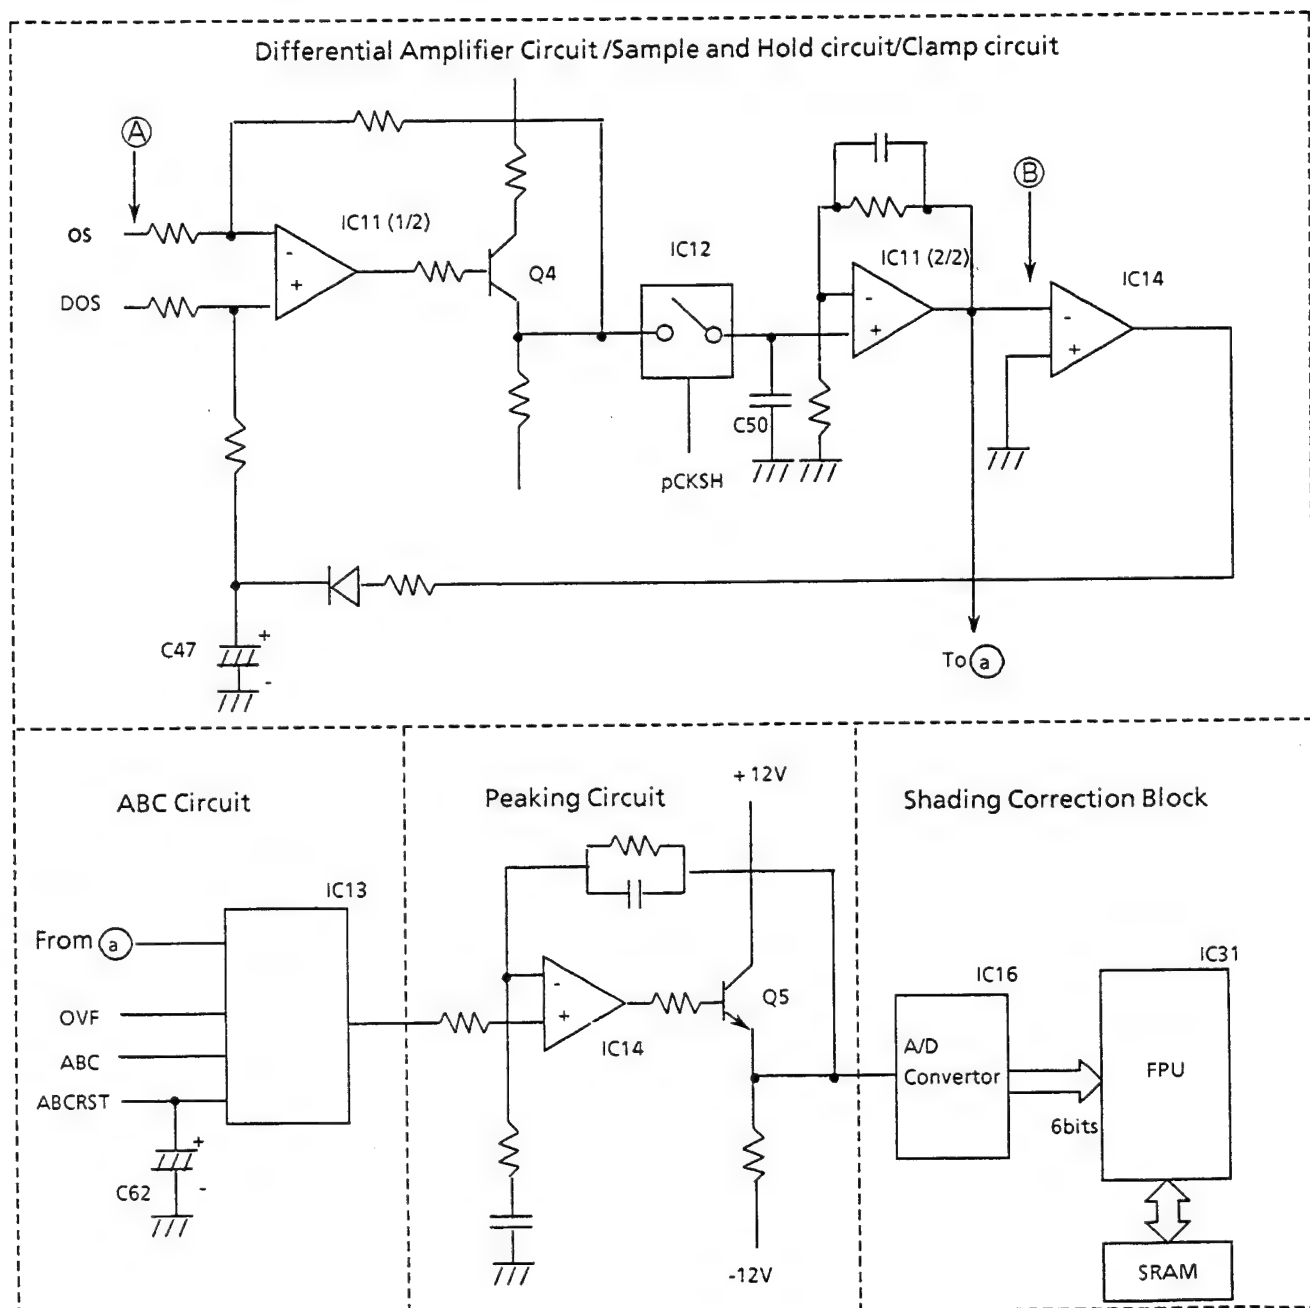 Differential Amplifier Circuit /Sample and Hold circuit/Clamp circuit
A
B
OS
DOS
IC11 (1/2)
-
+
Q4
IC12
pCKSH
C50
IC11 (2/2)
-
+
IC14
-
+
C47
+
-
To a
ABC Circuit
IC13
From a
OVF
ABC
ABCRST
+
C62
-
Peaking Circuit
+ 12V
-
+
IC14
Q5
-12V
Shading Correction Block
IC16
A/D
Convertor
6bits
IC31
FPU
SRAM